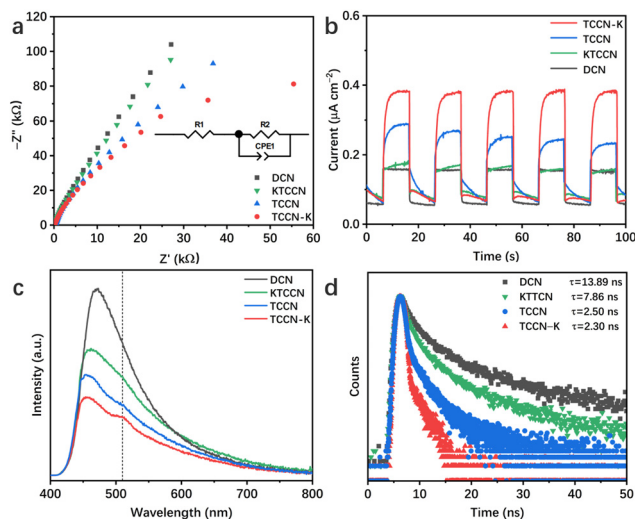 a
120
100
80
60
40
20
0
-Z'' (kΩ)
R1
R2
CPE1
DCN
KTCCN
TCCN
TCCN-K
0 10 20 30 40 50 60
Z' (kΩ)
b
0.6
0.4
0.2
0.0
Current (μA cm⁻²)
TCCN-K
TCCN
KTCCN
DCN
0 20 40 60 80 100
Time (s)
c
Intensity (a.u.)
DCN
KTCCN
TCCN
TCCN-K
400 500 600 700 800
Wavelength (nm)
d
Counts
DCN τ=13.89 ns
KTTCN τ=7.86 ns
TCCN τ=2.50 ns
TCCN-K τ=2.30 ns
0 10 20 30 40 50
Time (ns)